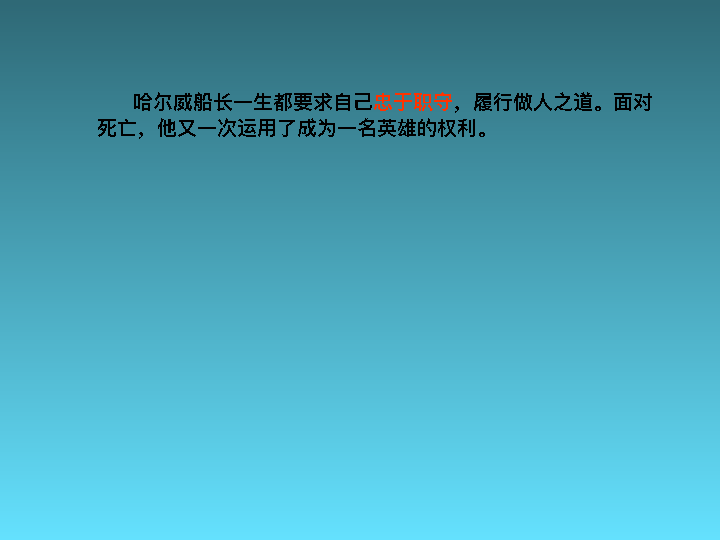 哈尔威船长一生都要求自己忠于职守，履行做人之道。面对
死亡，他又一次运用了成为一名英雄的权利。